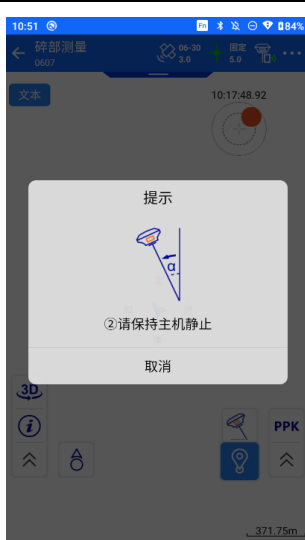 10:51
Fn
84%
碎部测量
0607
06-30
3.0
固定
5.0
R
文本
10:17:48.92
提示
α
②请保持主机静止
取消
3D
i
PPK
371.75m